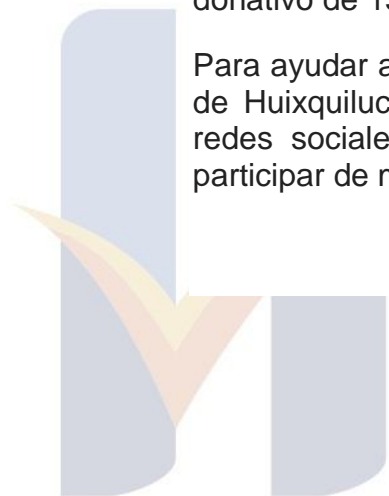 donativo de
Para ayudar a
de Huixquiluc
redes sociale
participar de